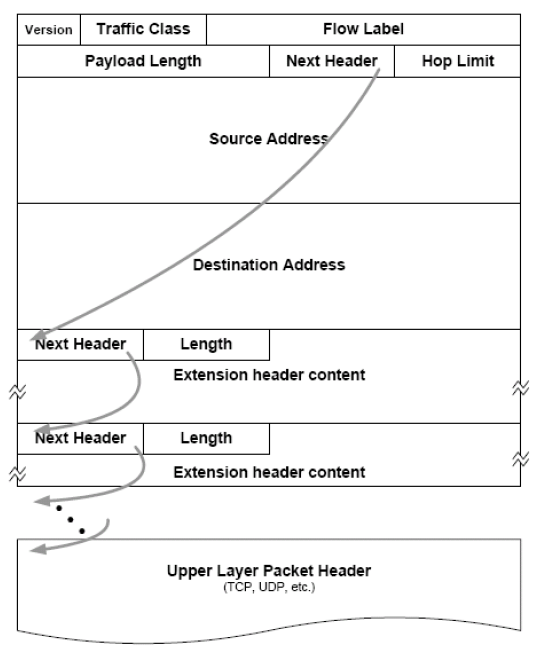 Version Traffic Class Flow Label
Payload Length Next Header Hop Limit
Source Address
Destination Address
Next Header Length
Extension header content
Next Header Length
Extension header content
Upper Layer Packet Header
(TCP, UDP, etc.)